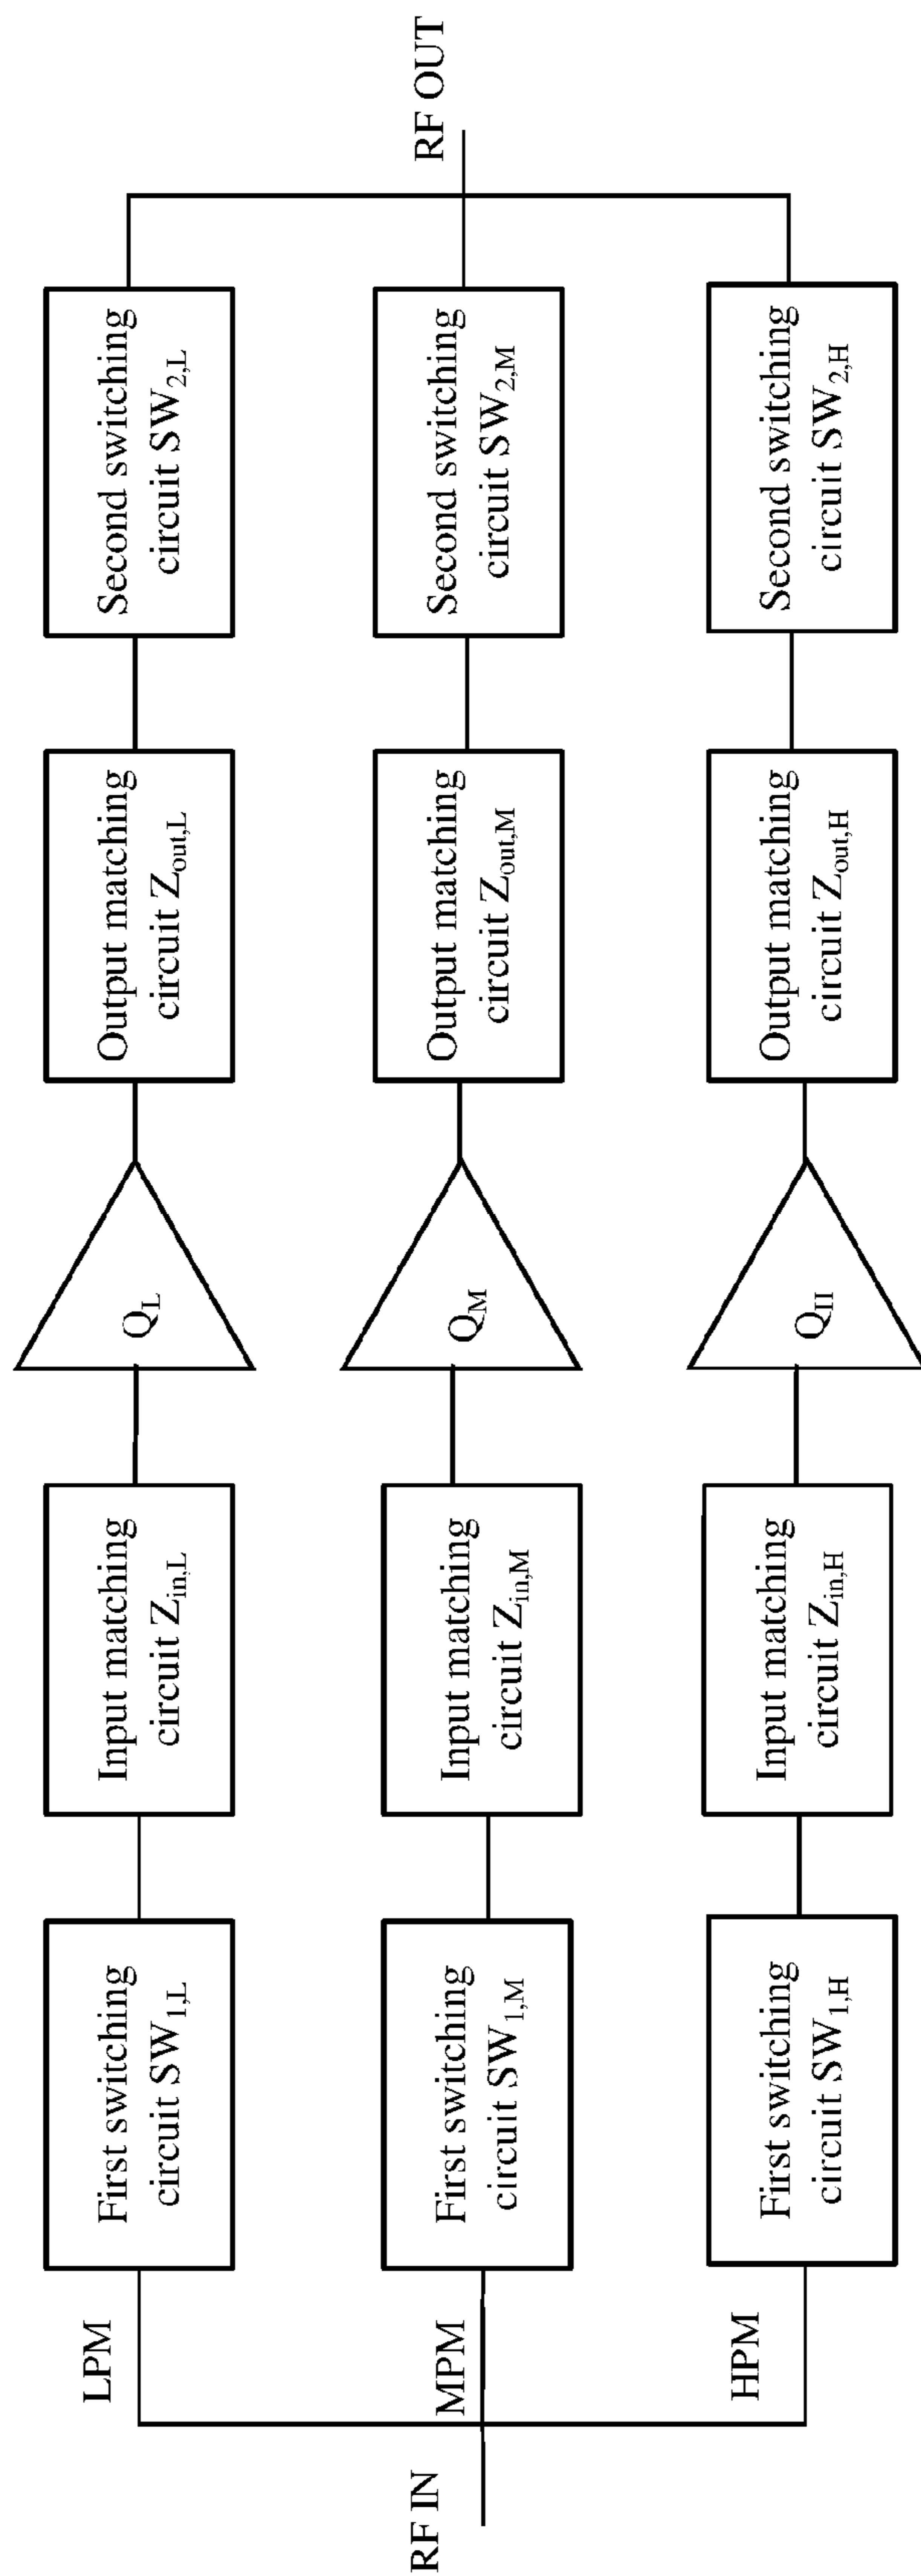 RF IN
LPM
First switching
circuit SW1,L
Input matching
circuit Zin,L
QL
Output matching
circuit Zout,L
Second switching
circuit SW2,L
MPM
First switching
circuit SW1,M
Input matching
circuit Zin,M
QM
Output matching
circuit Zout,M
Second switching
circuit SW2,M
HPM
First switching
circuit SW1,H
Input matching
circuit Zin,H
QH
Output matching
circuit Zout,H
Second switching
circuit SW2,H
RF OUT